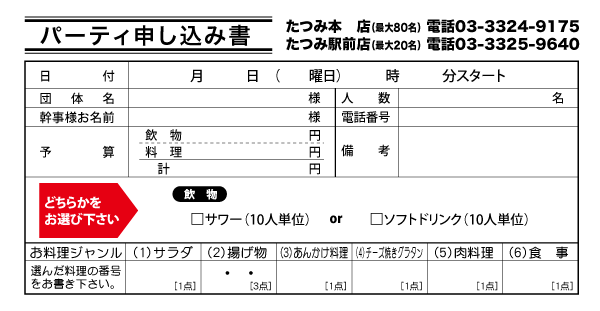 パーティ申し込み書
たつみ本　店(最大80名) 電話03-3324-9175
たつみ駅前店(最大20名) 電話03-3325-9640
日　付　月　日（　曜日）　時　分スタート
団体名　様　人数　名
幹事様お名前　様　電話番号
予算　飲物　円　備考
料理　円
計　円
どちらかを
お選び下さい
飲物
□サワー（10人単位）　or　□ソフトドリンク（10人単位）
お料理ジャンル　(1)サラダ　(2)揚げ物　(3)あんかけ料理　(4)チーズ焼きグラタン　(5)肉料理　(6)食　事
選んだ料理の番号
をお書き下さい。　[1点]　・　・　[3点]　[1点]　[1点]　[1点]　[1点]